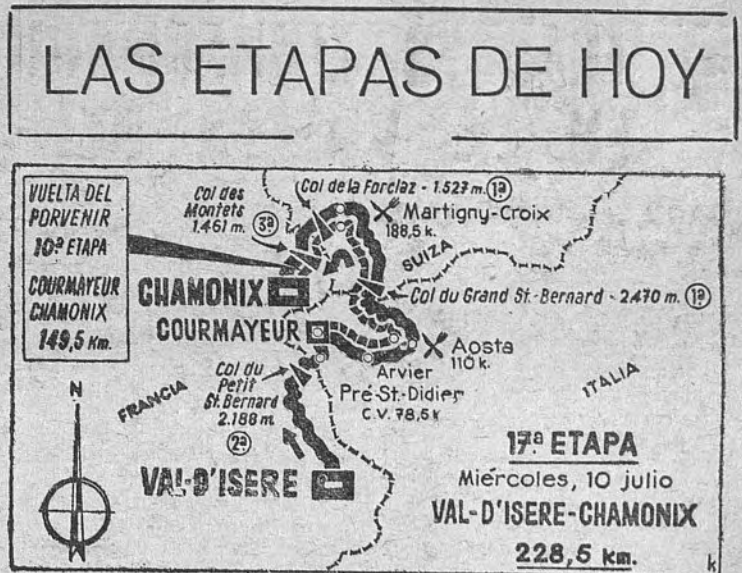 LAS ETAPAS DE HOY
VUELTA DEL
PORVENIR
10ª ETAPA
COURMAYEUR
CHAMONIX
149,5 Km.
Col des
Montets
1.461 m.
3ª
Col de la Forclaz - 1.527 m. 1ª
Martigny-Croix
188,5 k.
SUIZA
CHAMONIX
Col du Grand St.-Bernard - 2.470 m. 1ª
COURMAYEUR
Aosta
110 k.
Arvier
Pré-St.-Didier
C.V. 78,5 k
Col du
Petit
St. Bernard
2.188 m.
2ª
FRANCIA
ITALIA
N
VAL-D'ISERE
17ª ETAPA
Miércoles, 10 julio
VAL-D'ISERE-CHAMONIX
228,5 km.
k